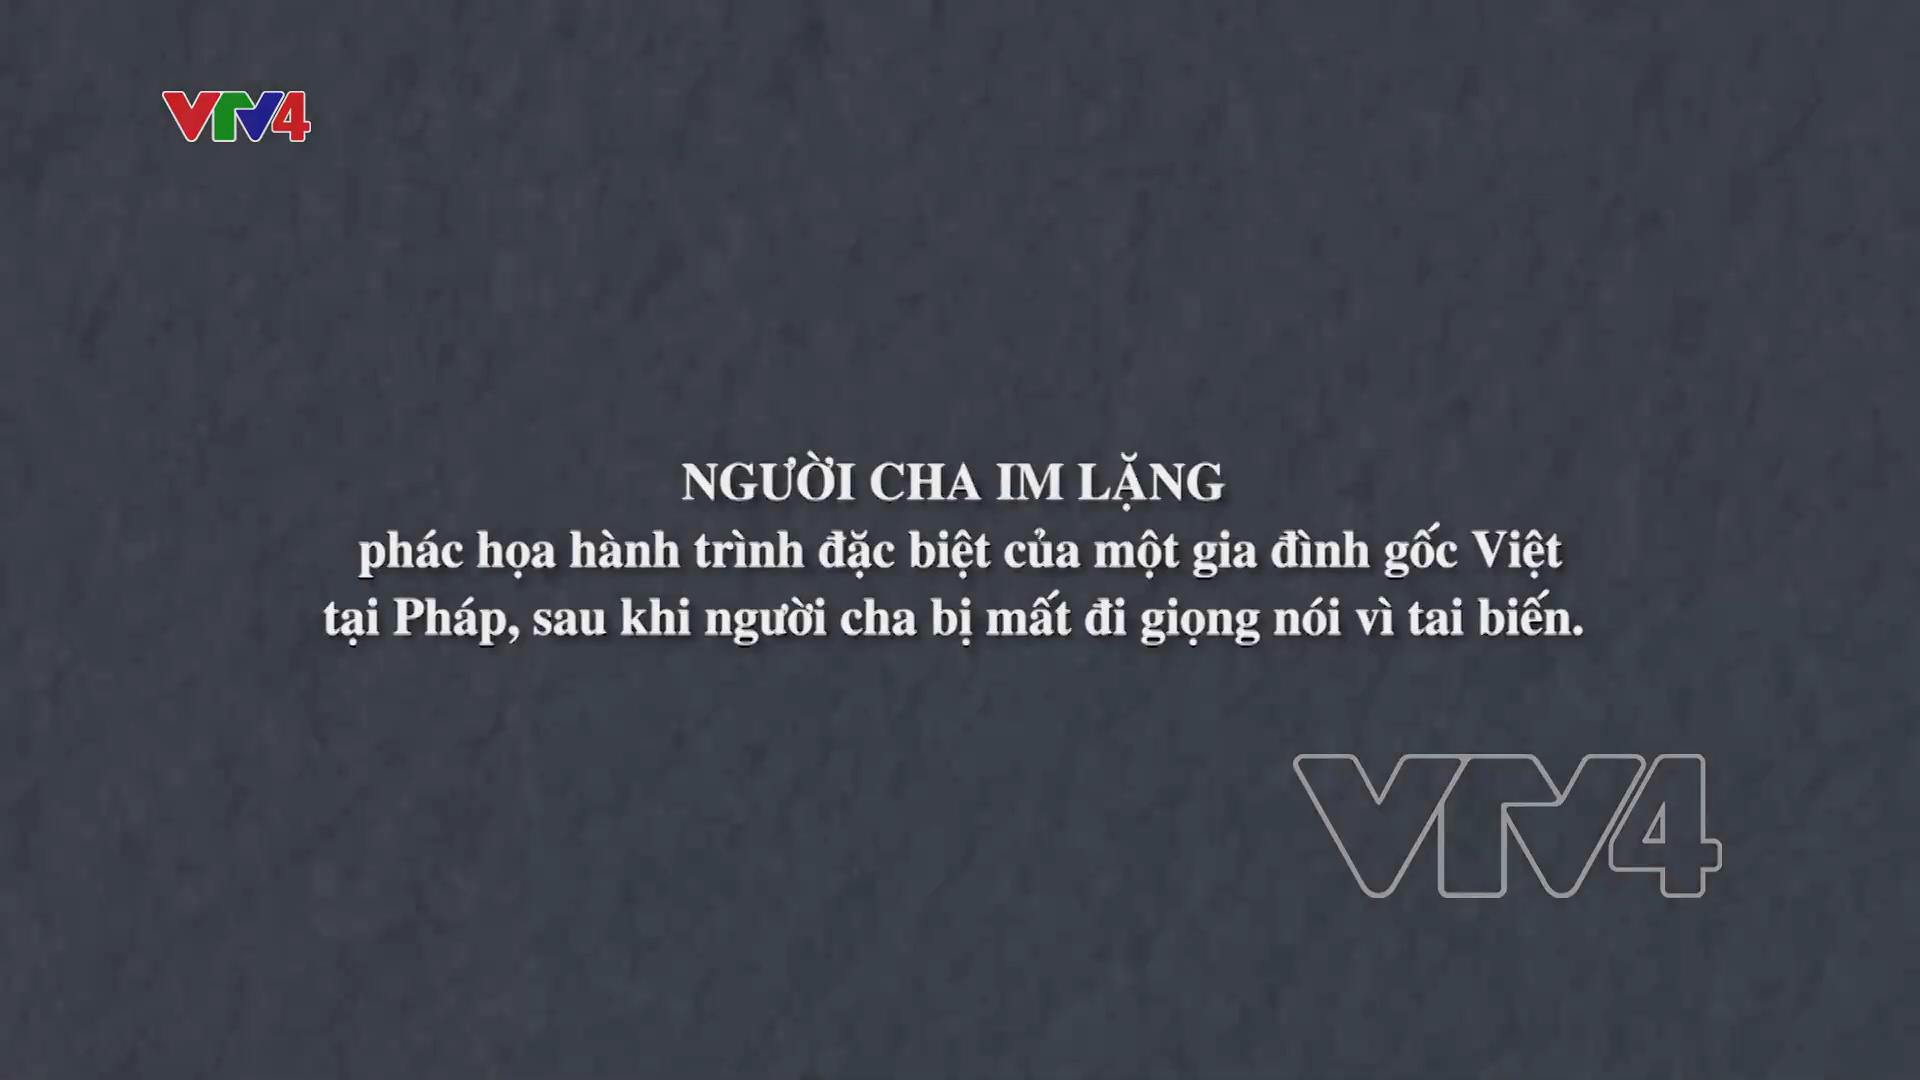 VTV4
NGƯỜI CHA IM LẶNG
phác họa hành trình đặc biệt của một gia đình gốc Việt
tại Pháp, sau khi người cha bị mất đi giọng nói vì tai biến.
VTV4